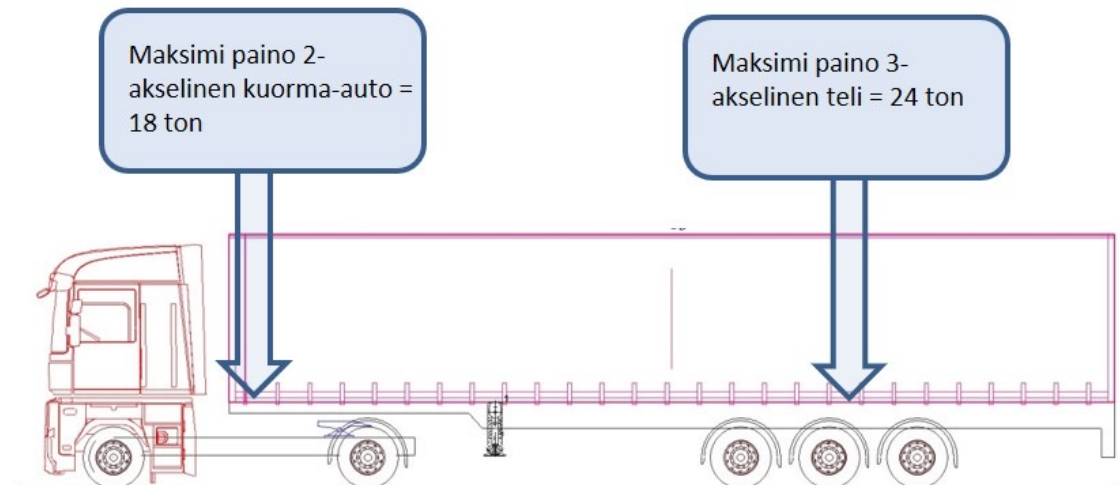 Maksimi paino 2-
akselinen kuorma-auto =
18 ton
Maksimi paino 3-
akselinen teli = 24 ton